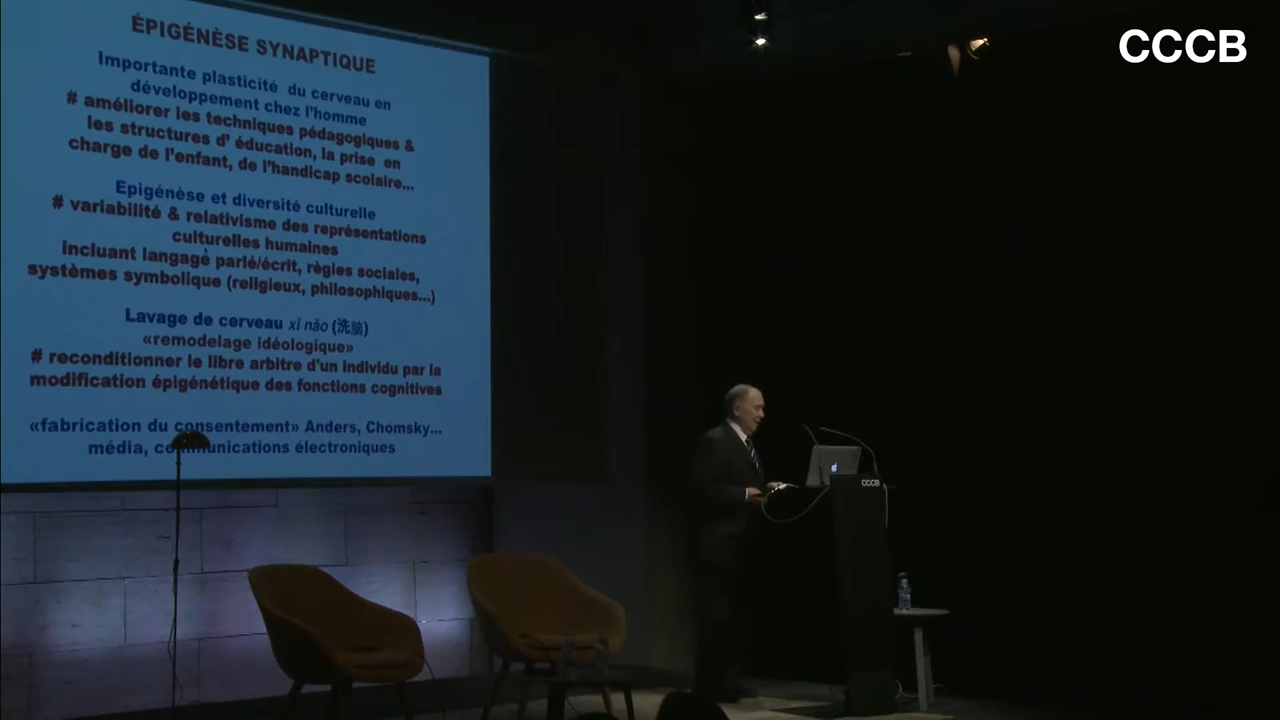 CCCB
ÉPIGÉNÈSE SYNAPTIQUE
Importante plasticité du cerveau en
développement chez l'homme
# améliorer les techniques pédagogiques &
les structures d' éducation, la prise en
charge de l'enfant, de l'handicap scolaire...
Epigénèse et diversité culturelle
# variabilité & relativisme des représentations
culturelles humaines
incluant langage parlé/écrit, règles sociales,
systèmes symbolique (religieux, philosophiques...)
Lavage de cerveau xǐ nǎo (洗脑)
«remodelage idéologique»
# reconditionner le libre arbitre d'un individu par la
modification épigénétique des fonctions cognitives
«fabrication du consentement» Anders, Chomsky...
média, communications électroniques
CCCB